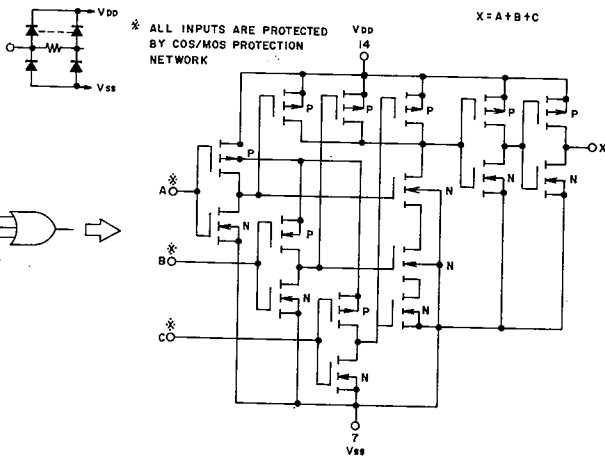 VDD
VSS
※ ALL INPUTS ARE PROTECTED
BY COS/MOS PROTECTION
NETWORK
VDD
14
X=A+B+C
P
P
P
P
P
P
X
※
A
N
N
N
N
P
※
B
N
N
P
N
※
C
N
7
VSS